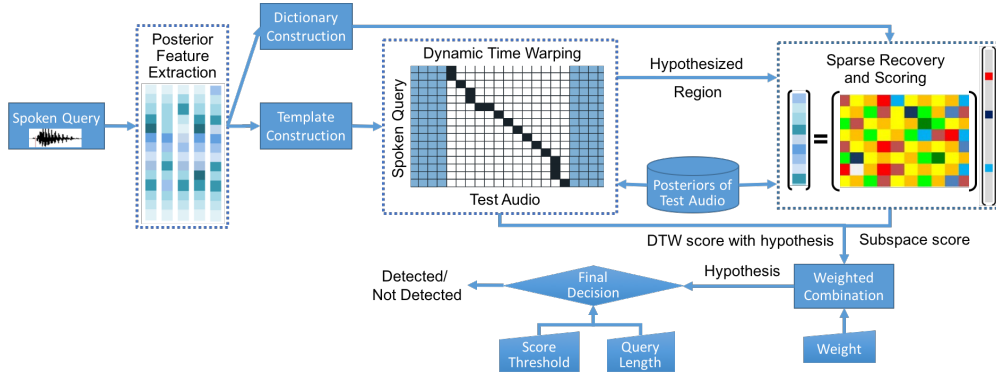 Dictionary
Construction
Posterior
Feature
Extraction
Spoken Query
Template
Construction
Dynamic Time Warping
Spoken Query
Test Audio
Hypothesized
Region
Posteriors of
Test Audio
Sparse Recovery
and Scoring
=
DTW score with hypothesis
Subspace score
Weighted
Combination
Weight
Hypothesis
Final
Decision
Detected/
Not Detected
Score
Threshold
Query
Length